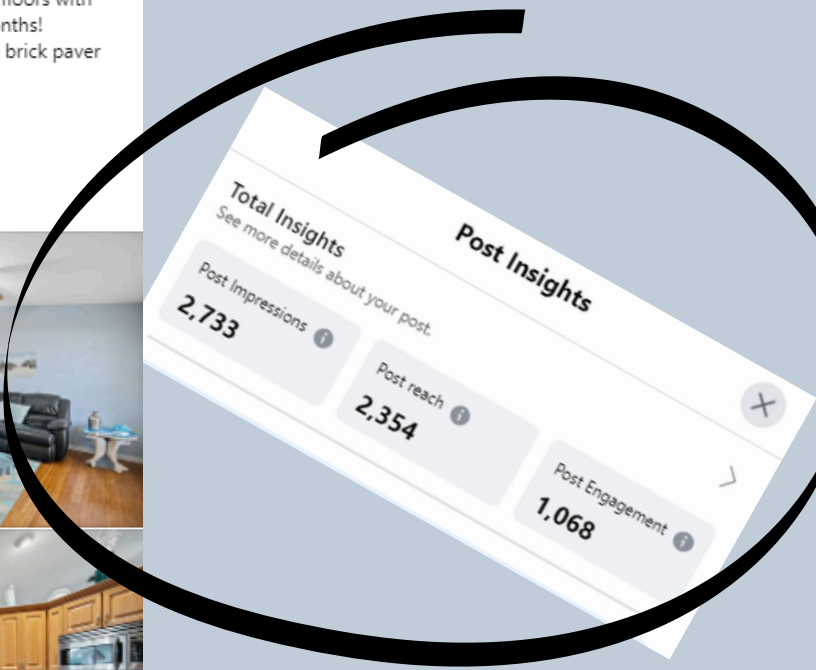 floors with
nths!
brick paver
Post Insights
Total Insights
See more details about your post.
Post Impressions
2,733
Post reach
2,354
Post Engagement
1,068